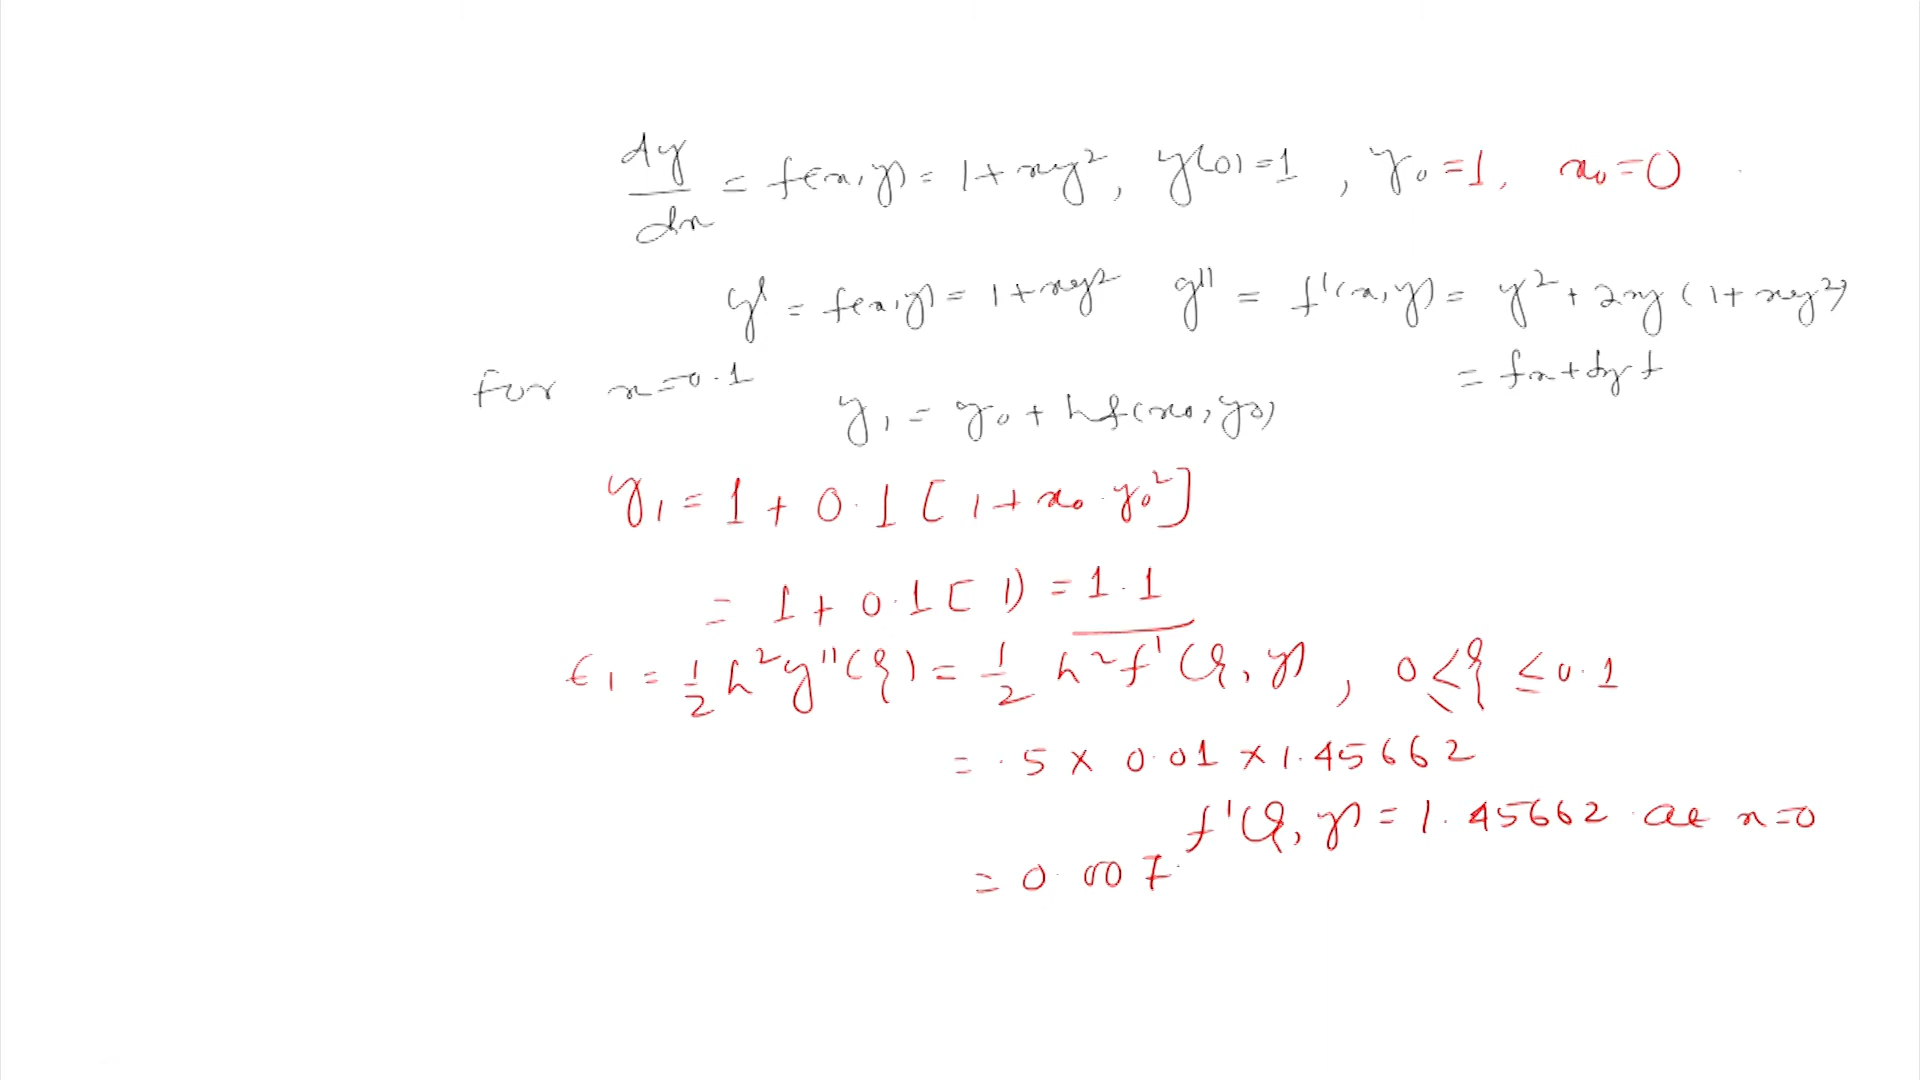 dy/dx = f(x,y) = 1+xy², y(0)=1, y₀=1, x₀=0
y' = f(x,y) = 1+xy² y'' = f'(x,y) = y²+2xy(1+xy²)
= fx+fy f
For x=0.1
y₁ = y₀+hf(x₀,y₀)
y₁ = 1 + 0.1 [1+x₀·y₀²]
= 1+0.1[1) = 1.1
ϵ₁ = 1/2 h²y''(ξ) = 1/2 h²f'(ξ,y), 0<ξ≤0.1
= .5 × 0.01 × 1.45662
f'(ξ,y) = 1.45662 at x=0
= 0.007